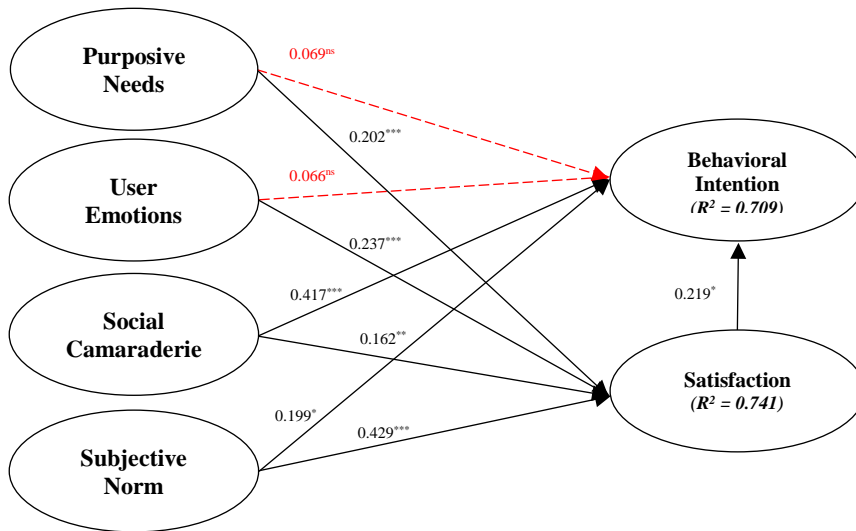 Purposive
Needs
0.069ns
0.202***
User
Emotions
0.066ns
Behavioral
Intention
(R² = 0.709)
0.237***
0.417***
0.219*
Social
Camaraderie
0.162**
Satisfaction
(R² = 0.741)
0.199*
0.429***
Subjective
Norm